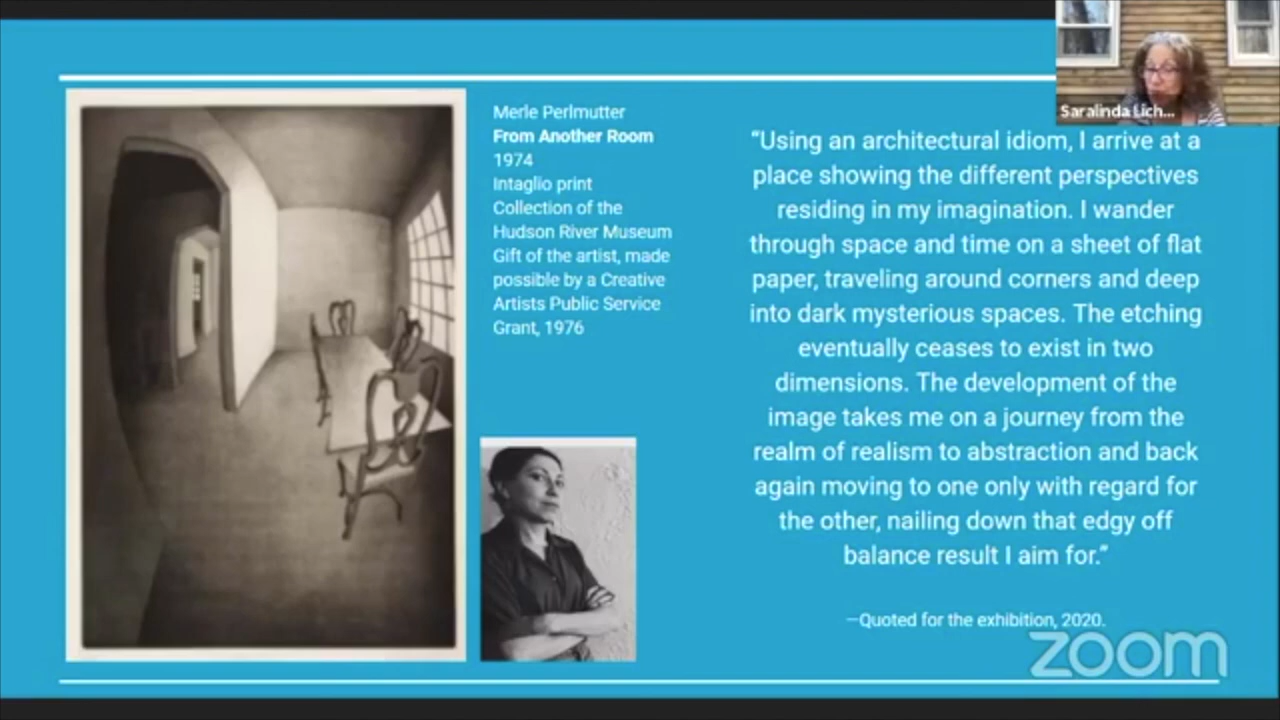 Saralinda Lich...
Merle Perlmutter
From Another Room
1974
Intaglio print
Collection of the
Hudson River Museum
Gift of the artist, made
possible by a Creative
Artists Public Service
Grant, 1976
“Using an architectural idiom, I arrive at a
place showing the different perspectives
residing in my imagination. I wander
through space and time on a sheet of flat
paper, traveling around corners and deep
into dark mysterious spaces. The etching
eventually ceases to exist in two
dimensions. The development of the
image takes me on a journey from the
realm of realism to abstraction and back
again moving to one only with regard for
the other, nailing down that edgy off
balance result I aim for.”
—Quoted for the exhibition, 2020.
zoom